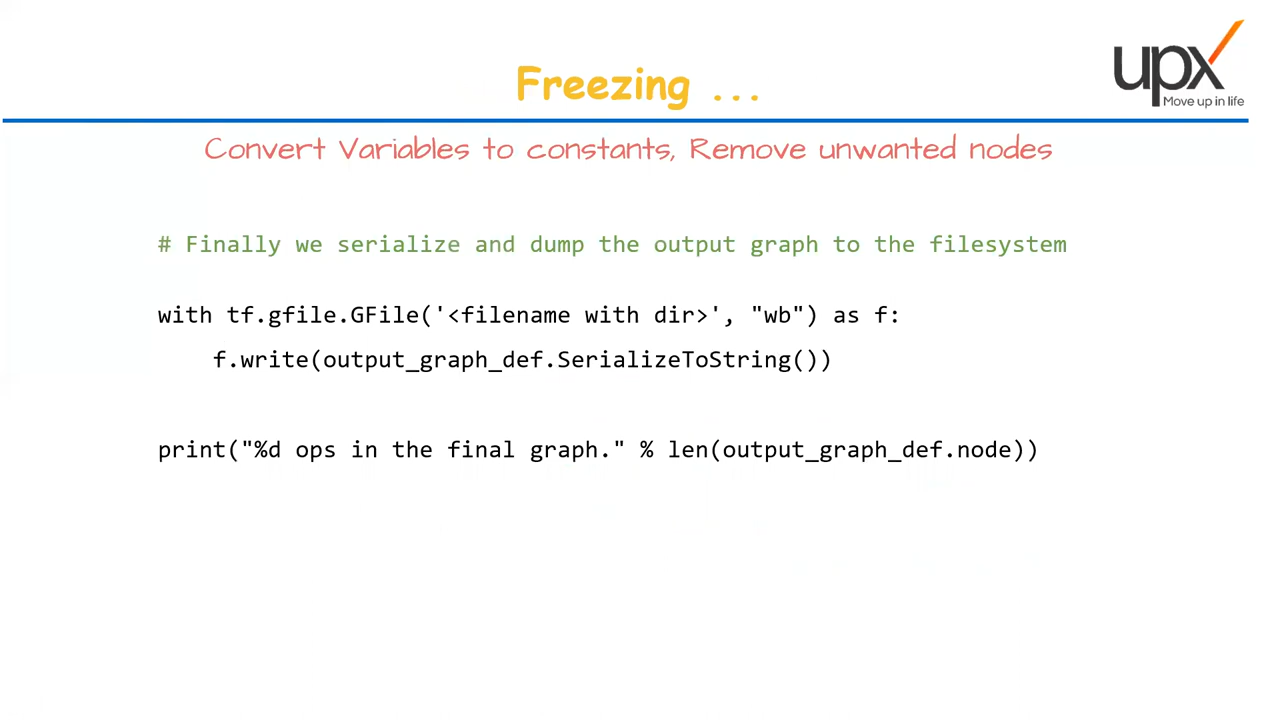 upx
Move up in life
Freezing ...
Convert Variables to constants, Remove unwanted nodes
# Finally we serialize and dump the output graph to the filesystem
with tf.gfile.GFile('<filename with dir>', "wb") as f:
    f.write(output_graph_def.SerializeToString())
print("%d ops in the final graph." % len(output_graph_def.node))